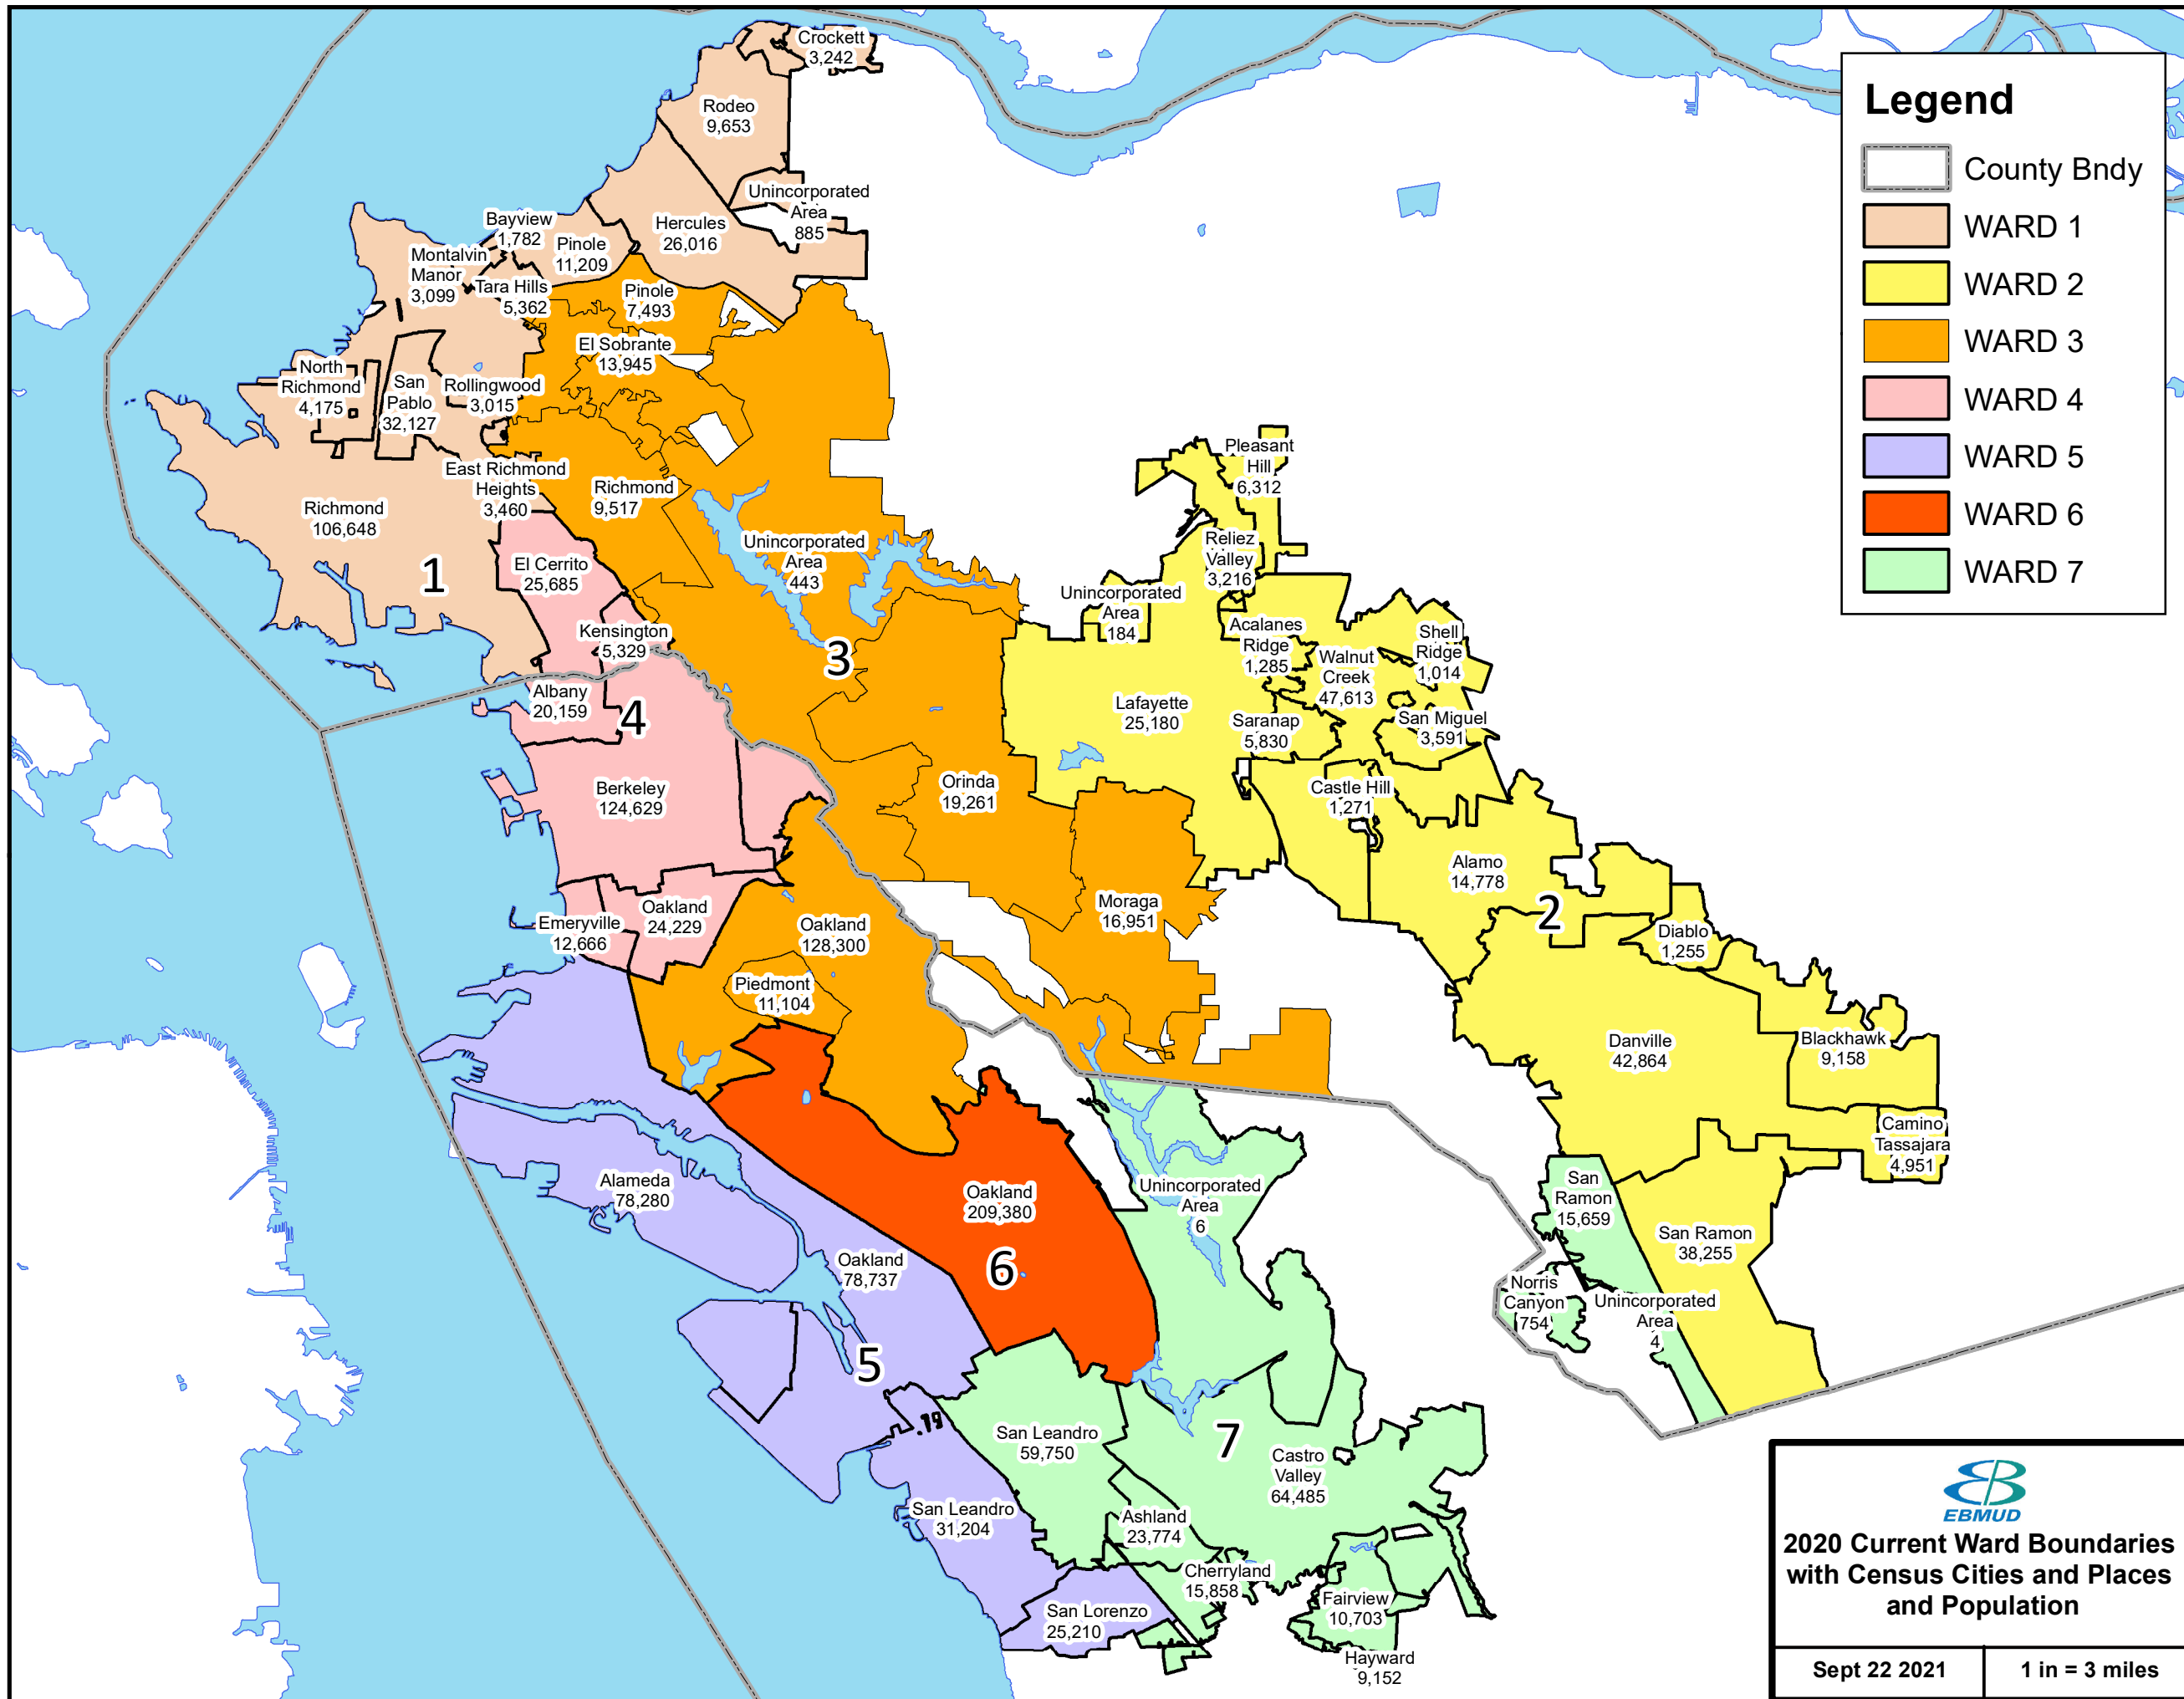 Crockett
3,242
Rodeo
9,653
Unincorporated
Area
885
Hercules
26,016
Bayview
1,782
Pinole
11,209
Montalvin
Manor
3,099
Tara Hills
5,362
Pinole
7,493
El Sobrante
13,945
North
Richmond
4,175
San
Pablo
32,127
Rollingwood
3,015
East Richmond
Heights
3,460
Richmond
106,648
1
Richmond
9,517
Unincorporated
Area
443
3
El Cerrito
25,685
Kensington
5,329
Albany
20,159
4
Berkeley
124,629
Emeryville
12,666
Oakland
24,229
Oakland
128,300
Piedmont
11,104
Orinda
19,261
Moraga
16,951
Pleasant
Hill
6,312
Reliez
Valley
3,216
Unincorporated
Area
184
Acalanes
Ridge
1,285
Walnut
Creek
47,613
Shell
Ridge
1,014
Lafayette
25,180
Saranap
5,830
San Miguel
3,591
Castle Hill
1,271
Alamo
14,778
2
Diablo
1,255
Danville
42,864
Blackhawk
9,158
Camino
Tassajara
4,951
San
Ramon
15,659
San Ramon
38,255
Norris
Canyon
754
Unincorporated
Area
4
Alameda
78,280
Oakland
78,737
5
Oakland
209,380
6
Unincorporated
Area
6
7
San Leandro
59,750
Castro
Valley
64,485
San Leandro
31,204
Ashland
23,774
Cherryland
15,858
San Lorenzo
25,210
Fairview
10,703
Hayward
9,152
Legend
County Bndy
WARD 1
WARD 2
WARD 3
WARD 4
WARD 5
WARD 6
WARD 7
EBMUD
2020 Current Ward Boundaries
with Census Cities and Places
and Population
Sept 22 2021
1 in = 3 miles